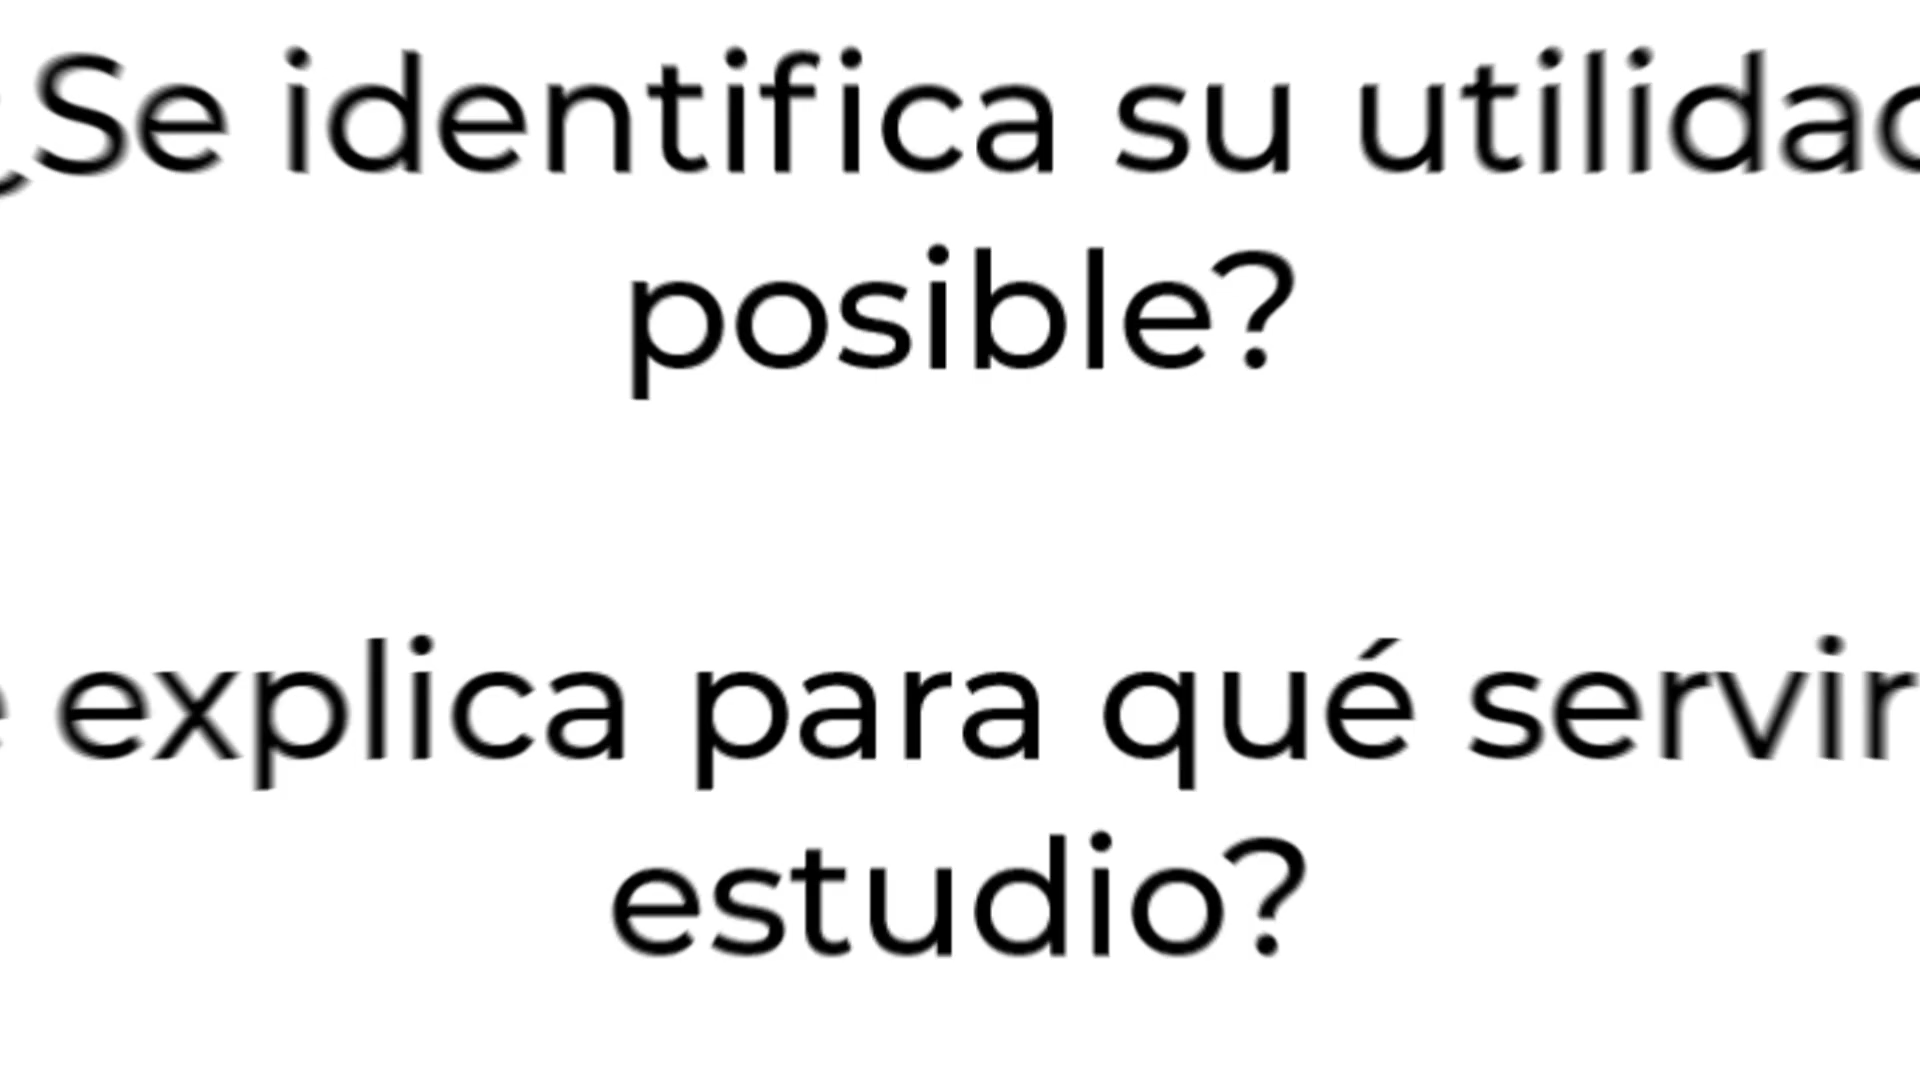 ¿Se identifica su utilidad
posible?
explica para qué servir
estudio?